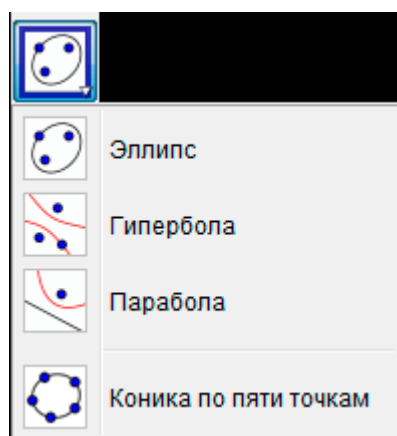 Эллипс
Гипербола
Парабола
Коника по пяти точкам